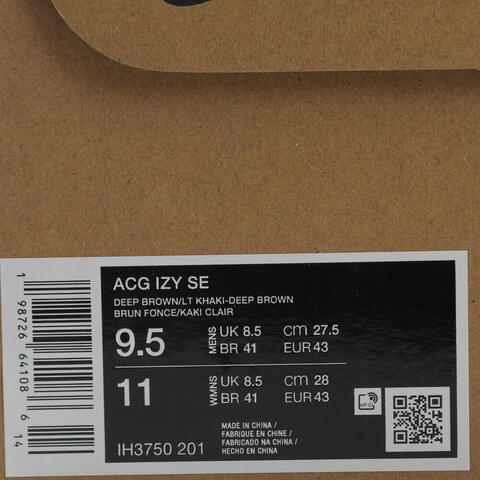 ACG IZY SE
DEEP BROWN/LT KHAKI-DEEP BROWN
BRUN FONCE/KAKI CLAIR
9.5 MENS UK 8.5 CM 27.5
BR 41 EUR 43
11 WMNS UK 8.5 CM 28
BR 41 EUR 43
IH3750 201
MADE IN CHINA /
FABRIQUE EN CHINE /
FABRICADO NA CHINA /
HECHO EN CHINA
1 98726 64108 6
14